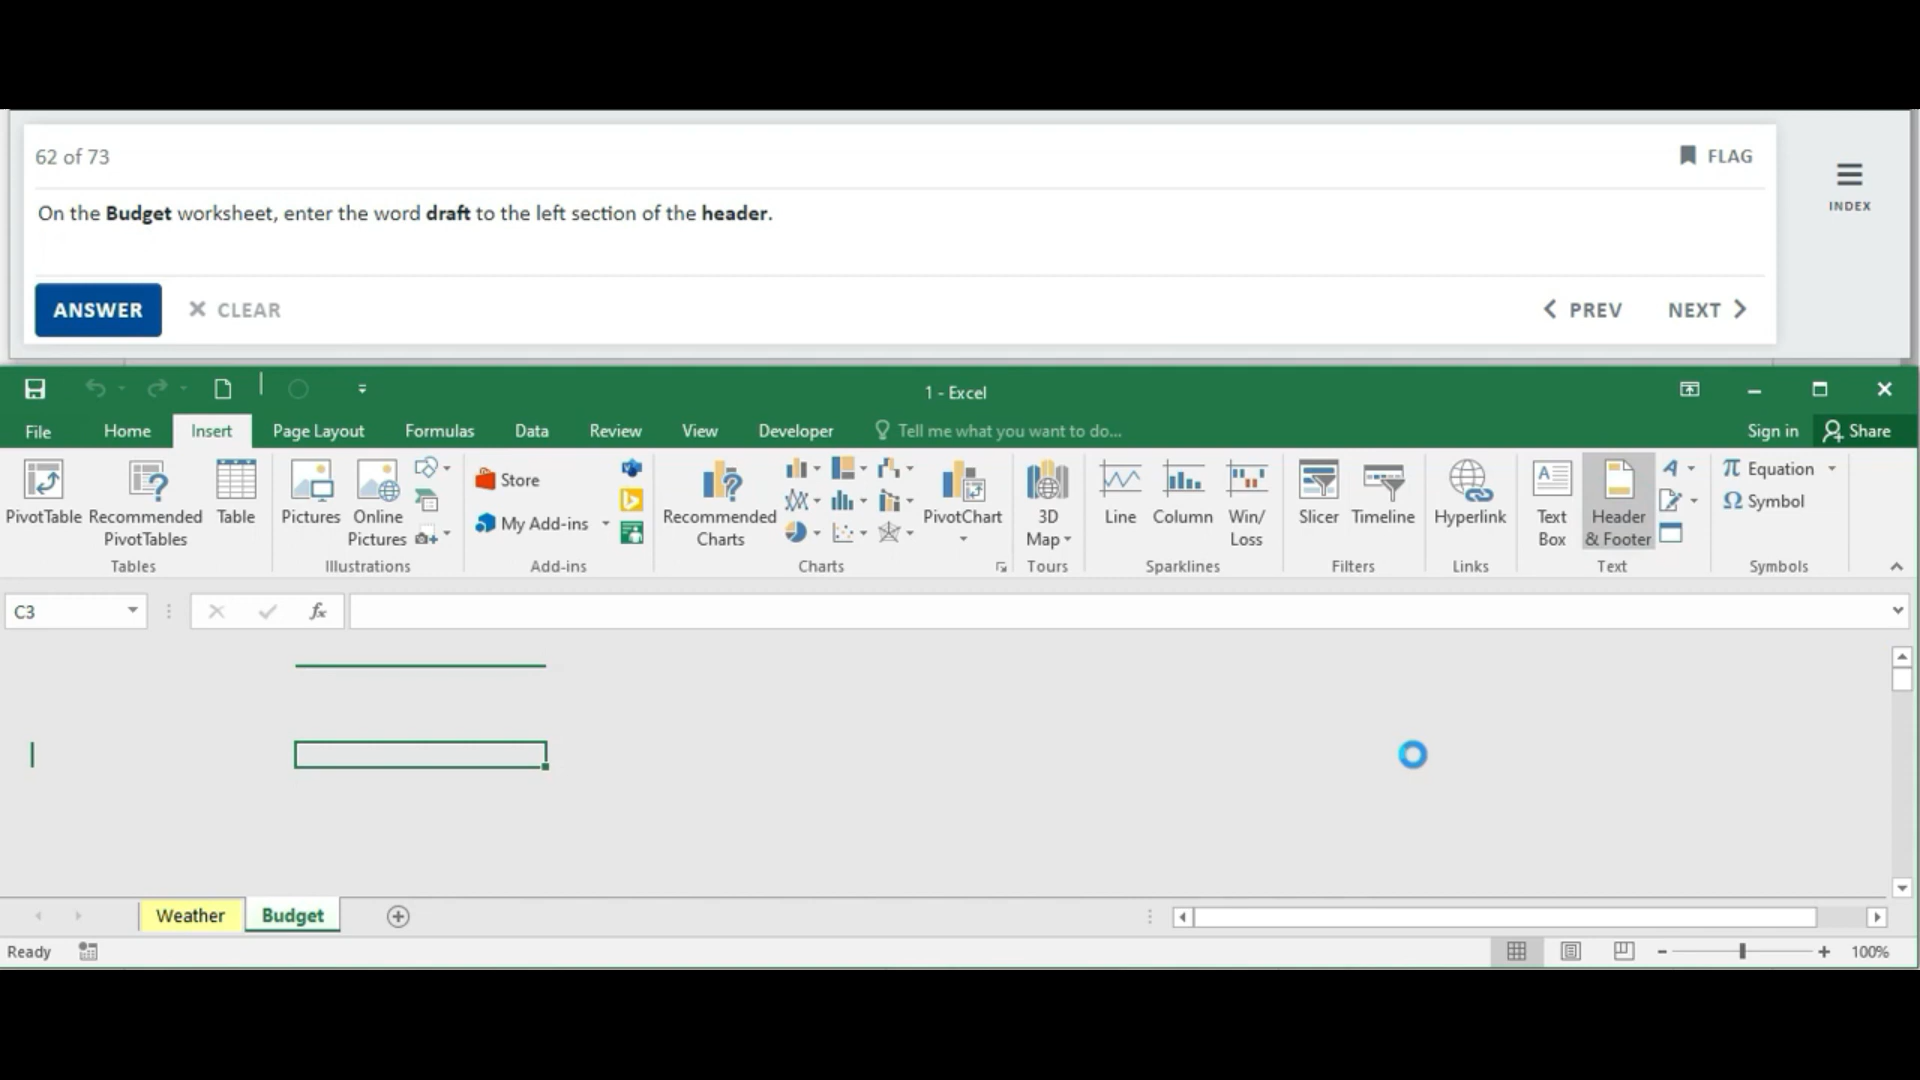 62 of 73
FLAG
INDEX
On the Budget worksheet, enter the word draft to the left section of the header.
ANSWER
CLEAR
PREV
NEXT
1 - Excel
File Home Insert Page Layout Formulas Data Review View Developer Tell me what you want to do... Sign in Share
PivotTable
Recommended PivotTables
Table
Tables
Pictures
Online Pictures
Illustrations
Store
My Add-ins
Add-ins
Recommended Charts
PivotChart
Charts
3D Map
Tours
Line
Column
Win/ Loss
Sparklines
Slicer
Timeline
Filters
Hyperlink
Links
Text Box
Header & Footer
Text
Equation
Symbol
Symbols
C3
fx
Weather
Budget
Ready
100%